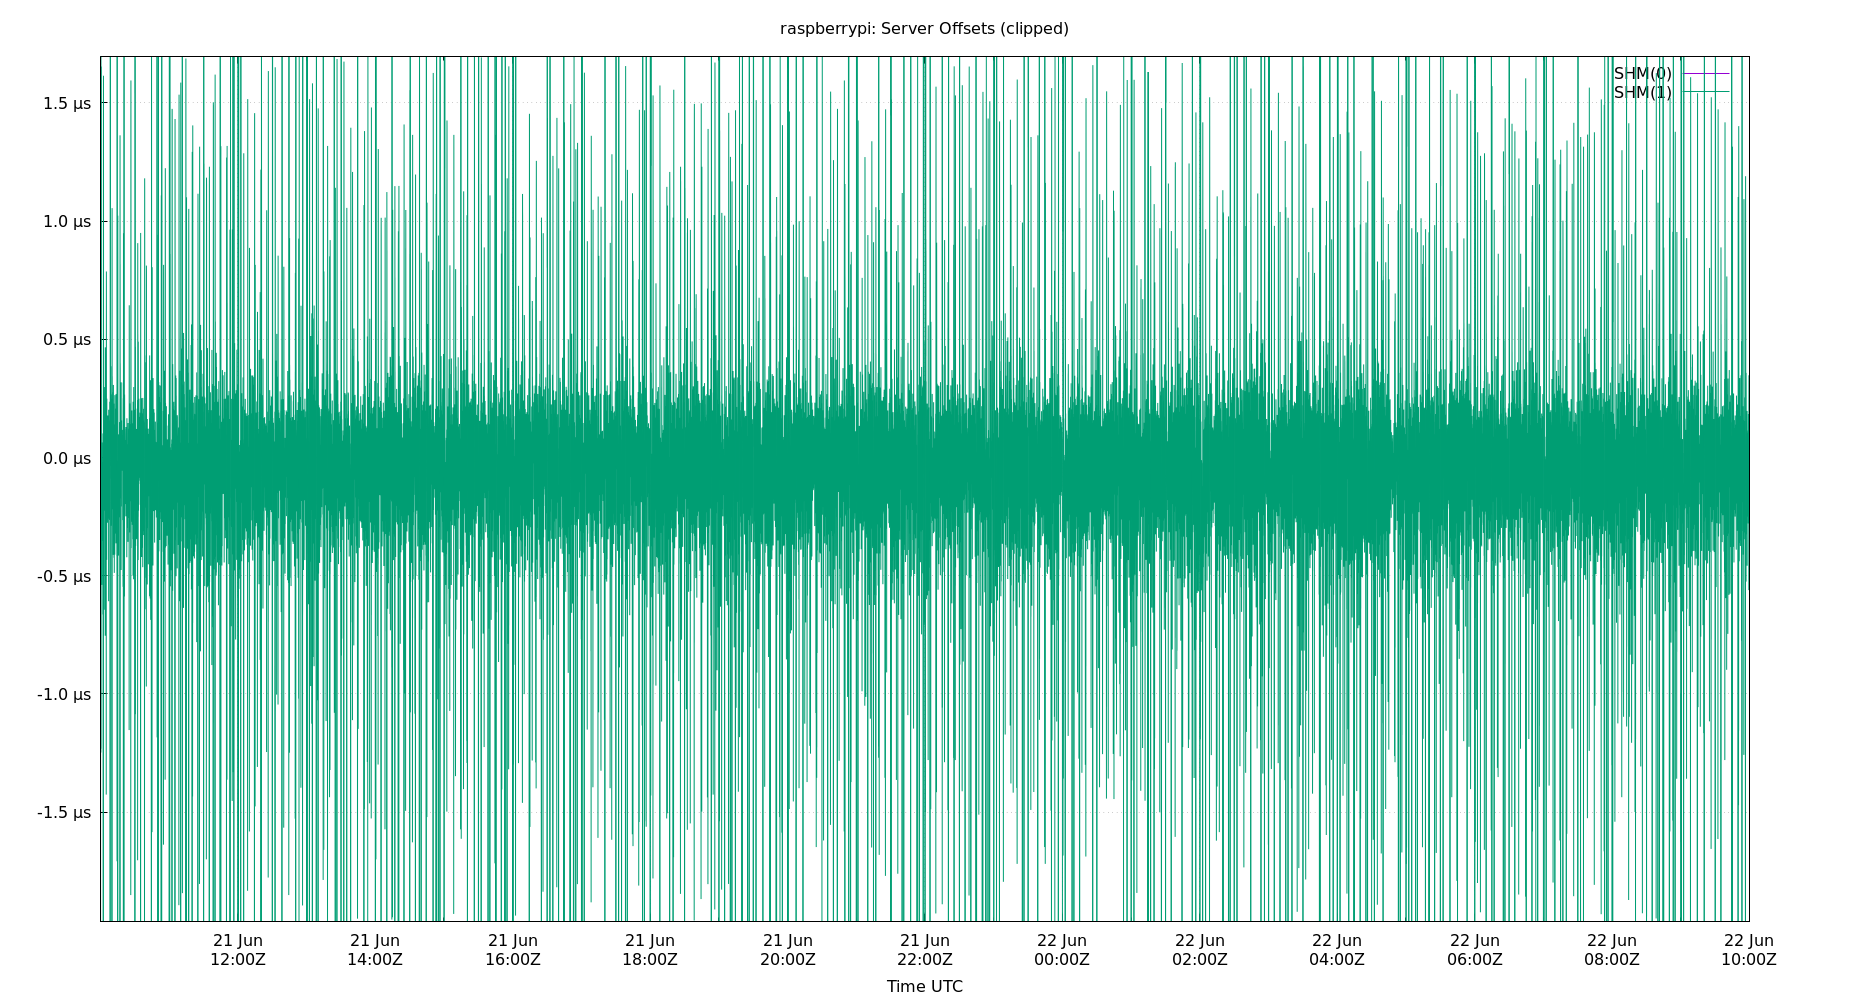 raspberrypi: Server Offsets (clipped)
SHM(0)
SHM(1)
1.5 µs
1.0 µs
0.5 µs
0.0 µs
-0.5 µs
-1.0 µs
-1.5 µs
21 Jun 21 Jun 21 Jun 21 Jun 21 Jun 21 Jun 22 Jun 22 Jun 22 Jun 22 Jun 22 Jun 22 Jun
12:00Z 14:00Z 16:00Z 18:00Z 20:00Z 22:00Z 00:00Z 02:00Z 04:00Z 06:00Z 08:00Z 10:00Z
Time UTC